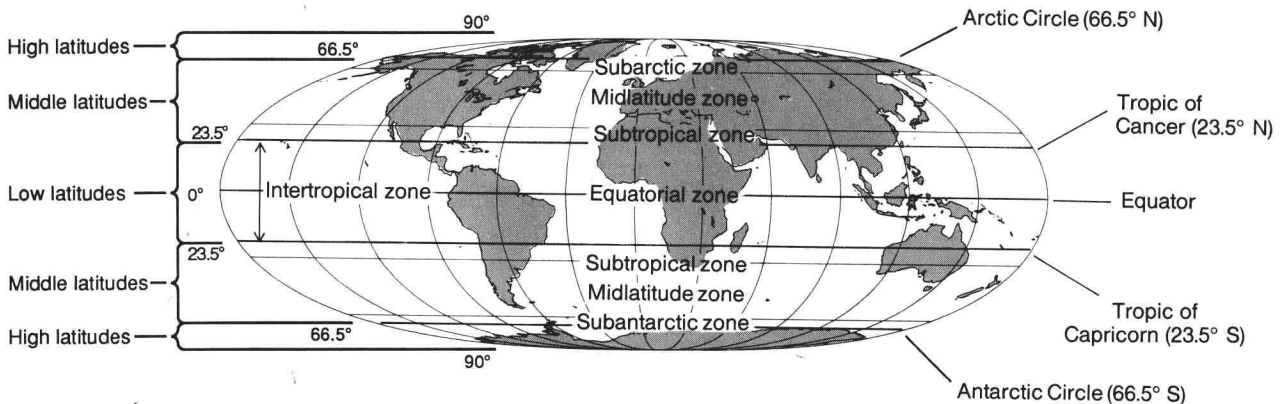 90°
Arctic Circle (66.5° N)
High latitudes
66.5°
Subarctic zone
Middle latitudes
Midlatitude zone
Tropic of
Cancer (23.5° N)
23.5°
Subtropical zone
Low latitudes
0°
Intertropical zone
Equatorial zone
Equator
23.5°
Subtropical zone
Middle latitudes
Midlatitude zone
Tropic of
Capricorn (23.5° S)
Subantarctic zone
High latitudes
66.5°
90°
Antarctic Circle (66.5° S)